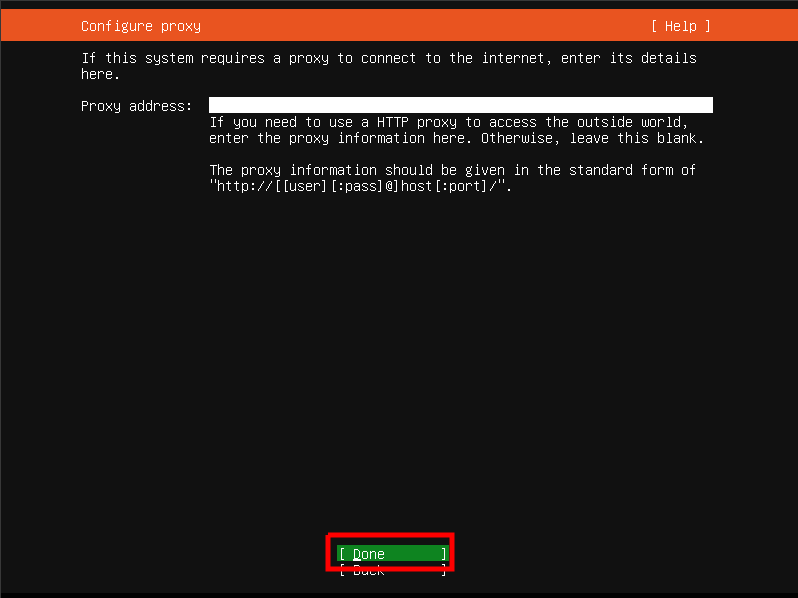 Configure proxy [ Help ]
If this system requires a proxy to connect to the internet, enter its details
here.
Proxy address:
If you need to use a HTTP proxy to access the outside world,
enter the proxy information here. Otherwise, leave this blank.
The proxy information should be given in the standard form of
"http://[[user][:pass]@]host[:port]/".
[ Done ]
[ Back ]